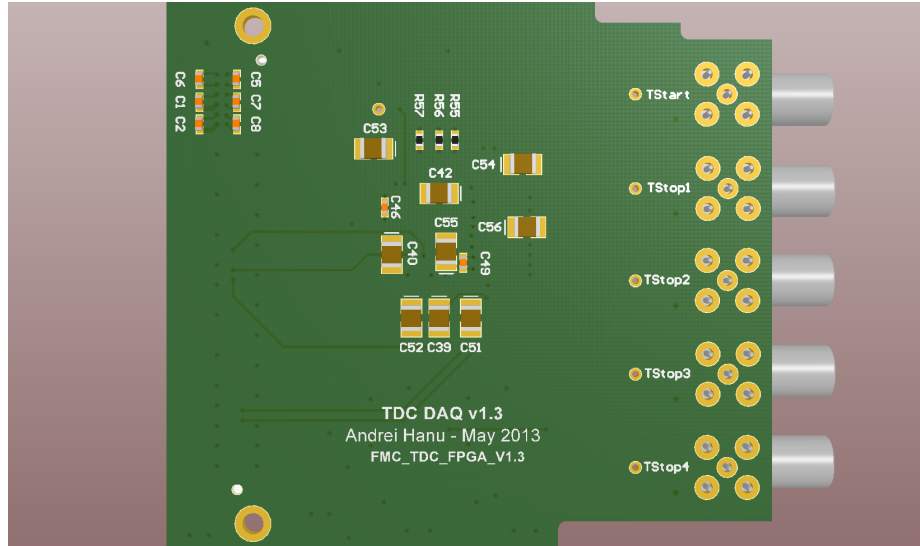 C6
C1
C2
C5
C7
C8
R57
R56
R55
C53
C54
C42
C46
C55
C56
C40
C49
C52
C39
C51
TStart
TStop1
TStop2
TStop3
TStop4
TDC DAQ v1.3
Andrei Hanu - May 2013
FMC_TDC_FPGA_V1.3